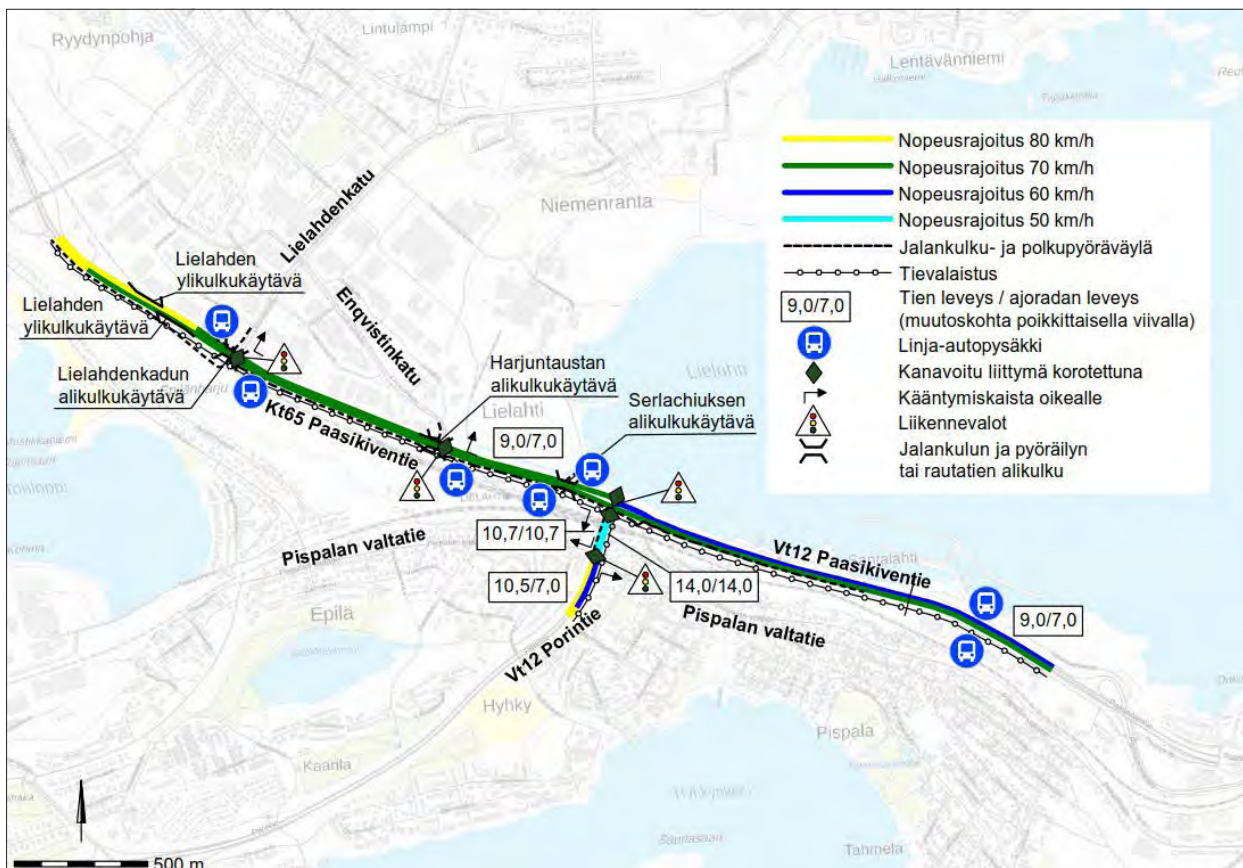 Ryydynpohja
Lintulampi
Lentävänniemi
Niemenranta
Nopeusrajoitus 80 km/h
Nopeusrajoitus 70 km/h
Nopeusrajoitus 60 km/h
Nopeusrajoitus 50 km/h
Jalankulku- ja polkupyöräväylä
Tievalaistus
9,0/7,0
Tien leveys / ajoradan leveys
(muutoskohta poikkittaisella viivalla)
Linja-autopysäkki
Kanavoitu liittymä korotettuna
Kääntymiskaista oikealle
Liikennevalot
Jalankulun ja pyöräilyn
tai rautatien alikulku
Lielahdenkatu
Lielahden
ylikulkukäytävä
Lielahden
ylikulkukäytävä
Enqvistinkatu
Lielahdenkadun
alikulkukäytävä
Harjuntaustan
alikulkukäytävä
Lielahti
Lielahti
Serlachiuksen
alikulkukäytävä
Kt65 Paasikiventie
9,0/7,0
LIELAHTI
Pispalan valtatie
10,7/10,7
Vt12 Paasikiventie
Santalahti
10,5/7,0
14,0/14,0
Epilä
Pispalan valtatie
9,0/7,0
Vt12 Porintie
Hyhky
Pispala
Kaarila
Tahmela
500 m